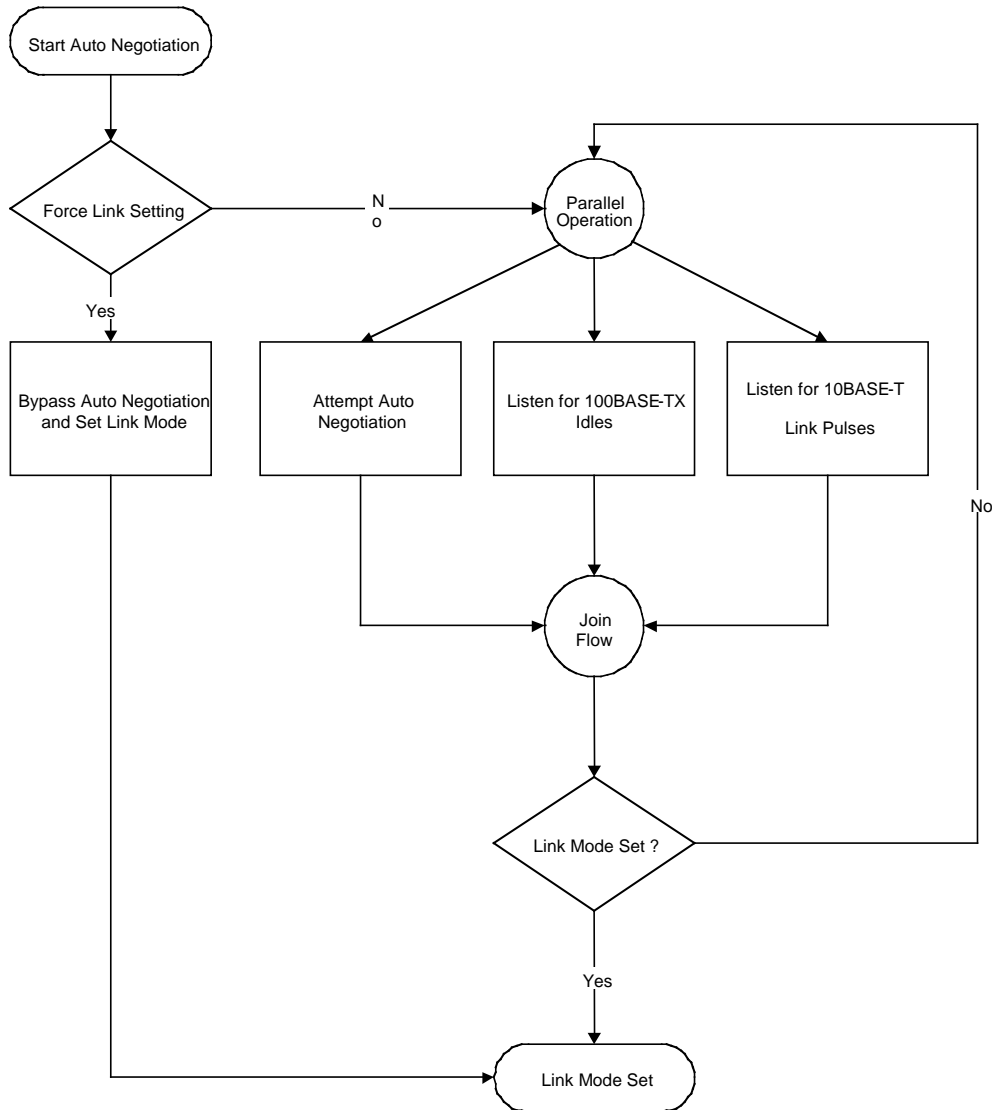 Start Auto Negotiation
Force Link Setting
N
o
Parallel
Operation
Yes
Bypass Auto Negotiation
and Set Link Mode
Attempt Auto
Negotiation
Listen for 100BASE-TX
Idles
Listen for 10BASE-T
Link Pulses
No
Join
Flow
Link Mode Set ?
Yes
Link Mode Set